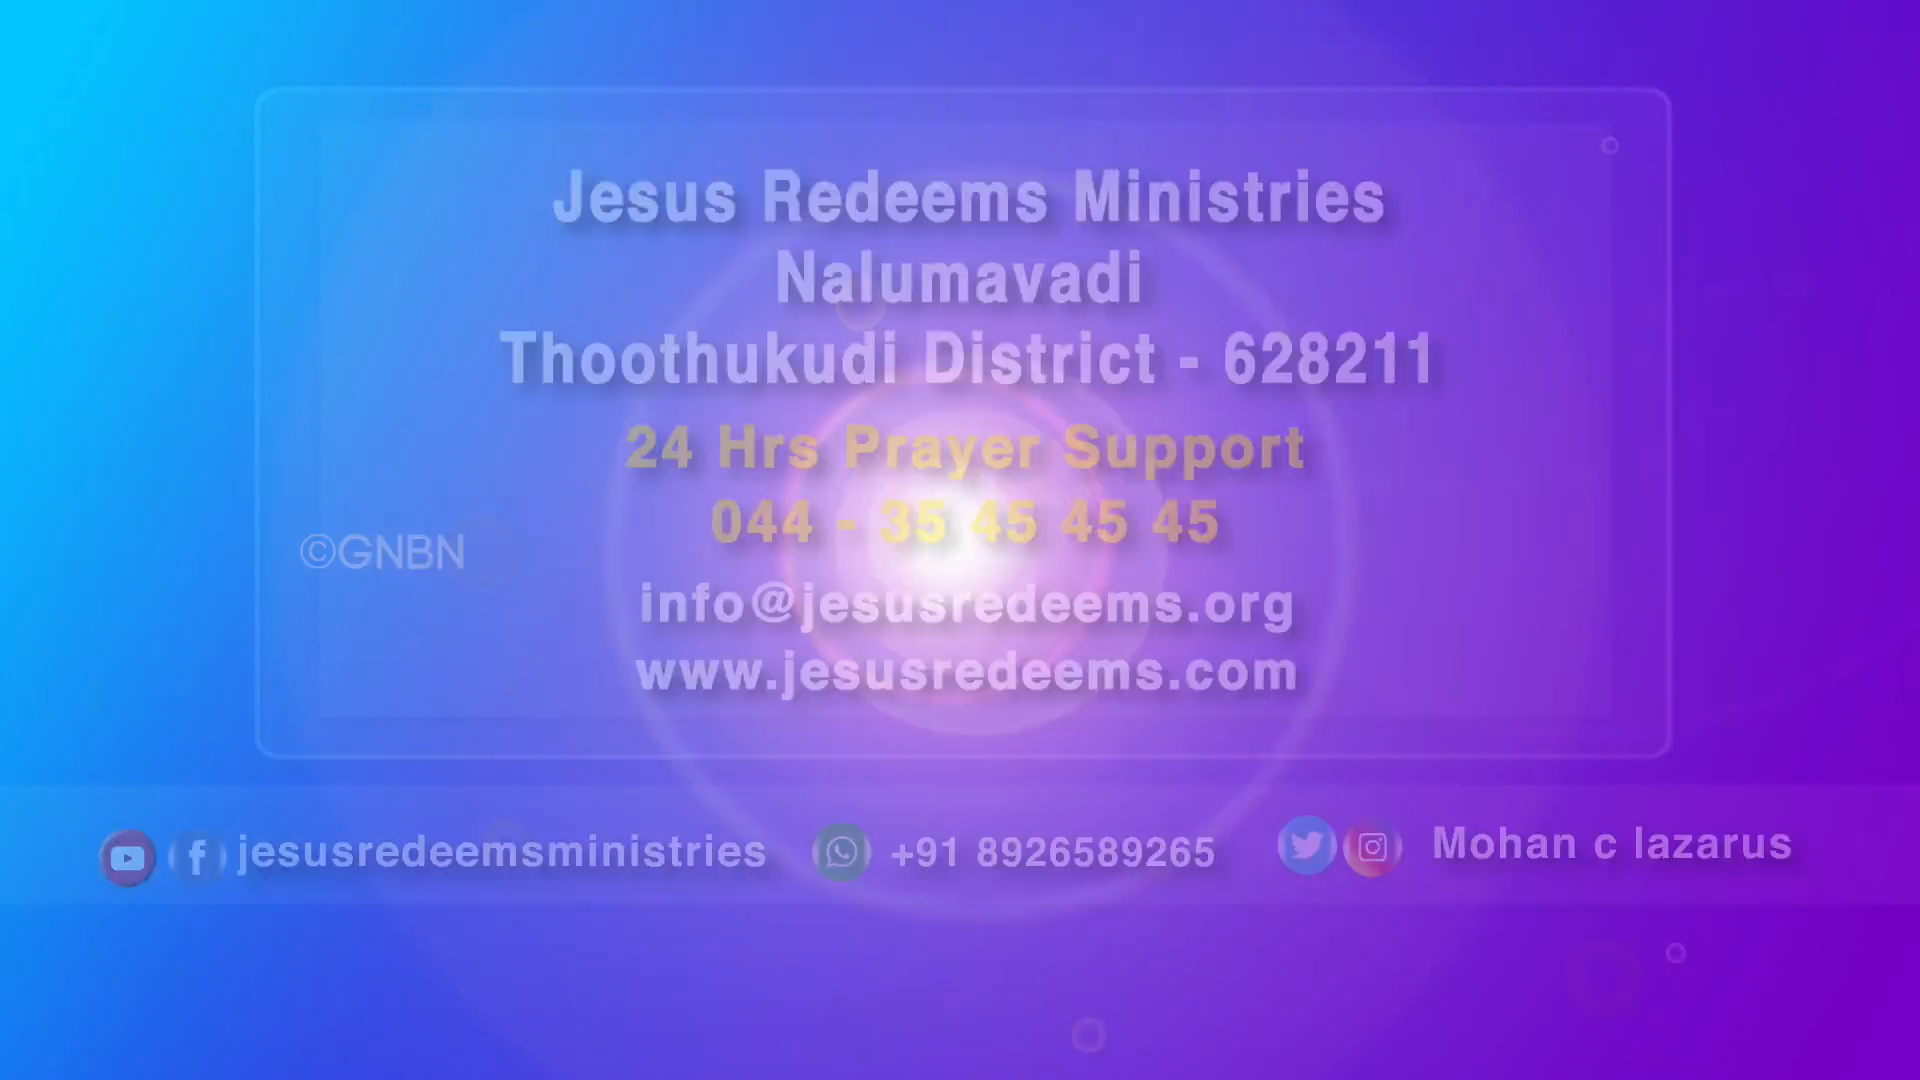 Jesus Redeems Ministries
Nalumavadi
Thoothukudi District - 628211
24 Hrs Prayer Support
044 - 35 45 45 45
©GNBN
info@jesusredeems.org
www.jesusredeems.com
jesusredeemsministries
+91 8926589265
Mohan c lazarus